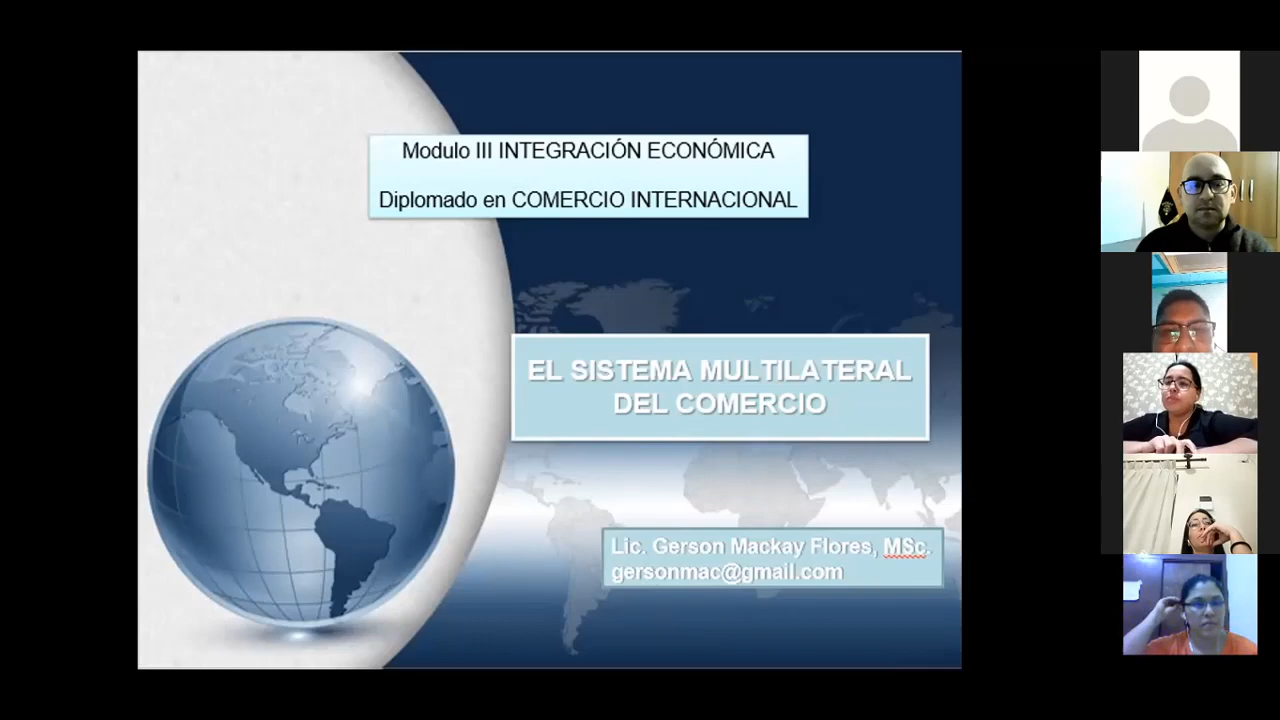 Modulo III INTEGRACIÓN ECONÓMICA
Diplomado en COMERCIO INTERNACIONAL
EL SISTEMA MULTILATERAL
DEL COMERCIO
Lic. Gerson Mackay Flores, MSc.
gersonmac@gmail.com